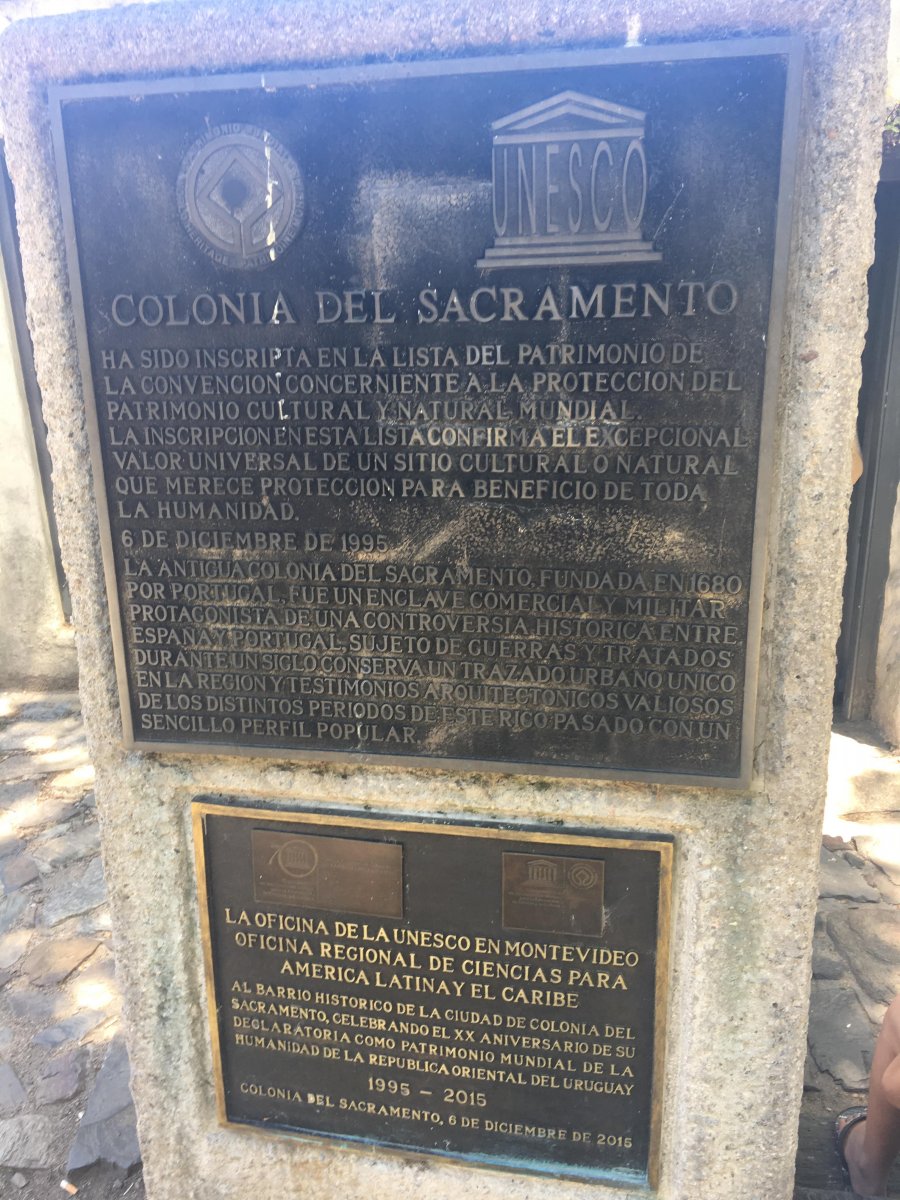 UNESCO
COLONIA DEL SACRAMENTO
HA SIDO INSCRIPTA EN LA LISTA DEL PATRIMONIO DE
LA CONVENCION CONCERNIENTE A LA PROTECCION DEL
PATRIMONIO CULTURAL Y NATURAL MUNDIAL.
LA INSCRIPCION EN ESTA LISTA CONFIRMA EL EXCEPCIONAL
VALOR UNIVERSAL DE UN SITIO CULTURAL O NATURAL
QUE MERECE PROTECCION PARA BENEFICIO DE TODA
LA HUMANIDAD.
6 DE DICIEMBRE DE 1995
LA ANTIGUA COLONIA DEL SACRAMENTO, FUNDADA EN 1680
POR PORTUGAL, FUE UN ENCLAVE COMERCIAL Y MILITAR
PROTAGONISTA DE UNA CONTROVERSIA HISTORICA ENTRE
ESPAÑA Y PORTUGAL, SUJETO DE GUERRAS Y TRATADOS
DURANTE UN SIGLO CONSERVA UN TRAZADO URBANO UNICO
EN LA REGION Y TESTIMONIOS ARQUITECTONICOS VALIOSOS
DE LOS DISTINTOS PERIODOS DE ESTE RICO PASADO CON UN
SENCILLO PERFIL POPULAR.
LA OFICINA DE LA UNESCO EN MONTEVIDEO
OFICINA REGIONAL DE CIENCIAS PARA
AMERICA LATINA Y EL CARIBE
AL BARRIO HISTORICO DE LA CIUDAD DE COLONIA DEL
SACRAMENTO, CELEBRANDO EL XX ANIVERSARIO DE SU
DECLARATORIA COMO PATRIMONIO MUNDIAL DE LA
HUMANIDAD DE LA REPUBLICA ORIENTAL DEL URUGUAY
1995 - 2015
COLONIA DEL SACRAMENTO, 6 DE DICIEMBRE DE 2015